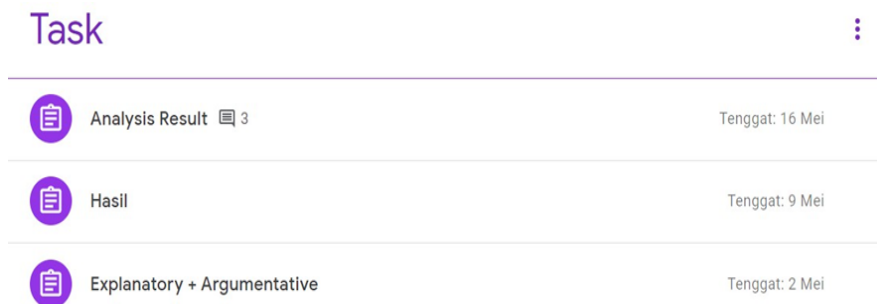 Task
Analysis Result 3 Tenggat: 16 Mei
Hasil Tenggat: 9 Mei
Explanatory + Argumentative Tenggat: 2 Mei